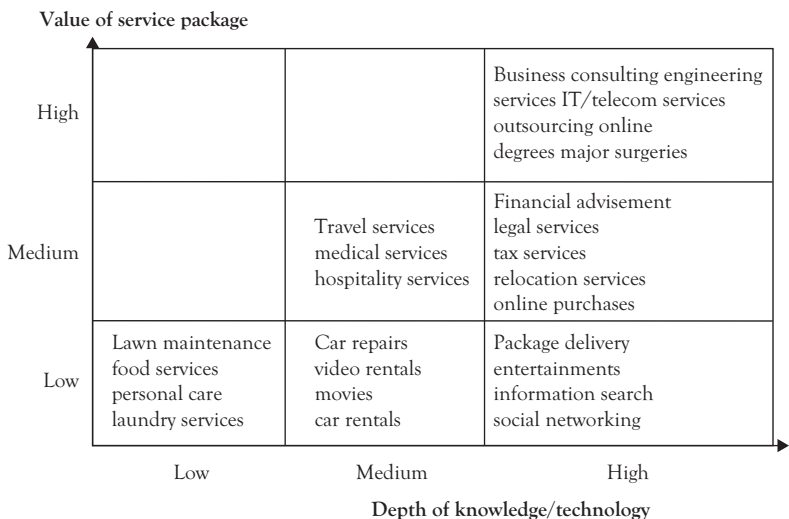 Value of service package
High
Business consulting engineering
services IT/telecom services
outsourcing online
degrees major surgeries
Medium
Travel services
medical services
hospitality services
Financial advisement
legal services
tax services
relocation services
online purchases
Low
Lawn maintenance
food services
personal care
laundry services
Car repairs
video rentals
movies
car rentals
Package delivery
entertainments
information search
social networking
Low
Medium
High
Depth of knowledge/technology